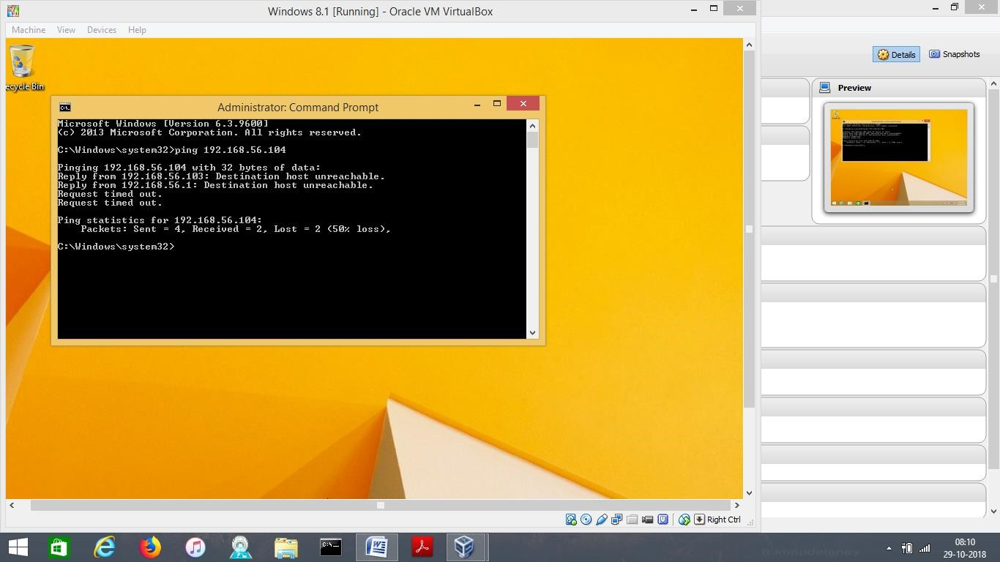 Windows 8.1 [Running] - Oracle VM VirtualBox
Machine View Devices Help
Details Snapshots
Preview
ecycle Bin
Administrator: Command Prompt
Microsoft Windows [Version 6.3.9600]
(c) 2013 Microsoft Corporation. All rights reserved.
C:\Windows\system32>ping 192.168.56.104
Pinging 192.168.56.104 with 32 bytes of data:
Reply from 192.168.56.103: Destination host unreachable.
Reply from 192.168.56.1: Destination host unreachable.
Request timed out.
Request timed out.
Ping statistics for 192.168.56.104:
Packets: Sent = 4, Received = 2, Lost = 2 (50% loss),
C:\Windows\system32>
Right Ctrl
08:10
29-10-2018